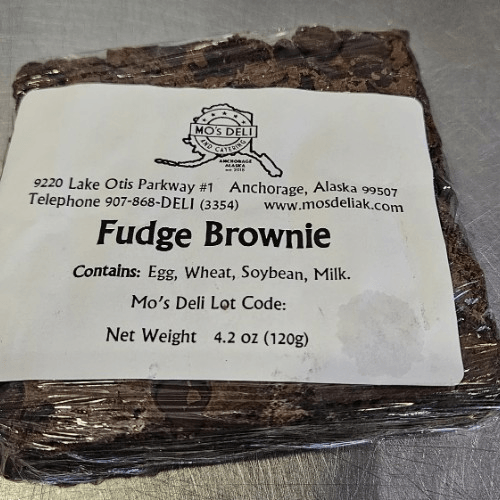 MO'S DELI
AND CATERING
ANCHORAGE
ALASKA
9220 Lake Otis Parkway #1 Anchorage, Alaska 99507
Telephone 907-868-DELI (3354) www.mosdeliak.com
Fudge Brownie
Contains: Egg, Wheat, Soybean, Milk.
Mo's Deli Lot Code:
Net Weight 4.2 oz (120g)